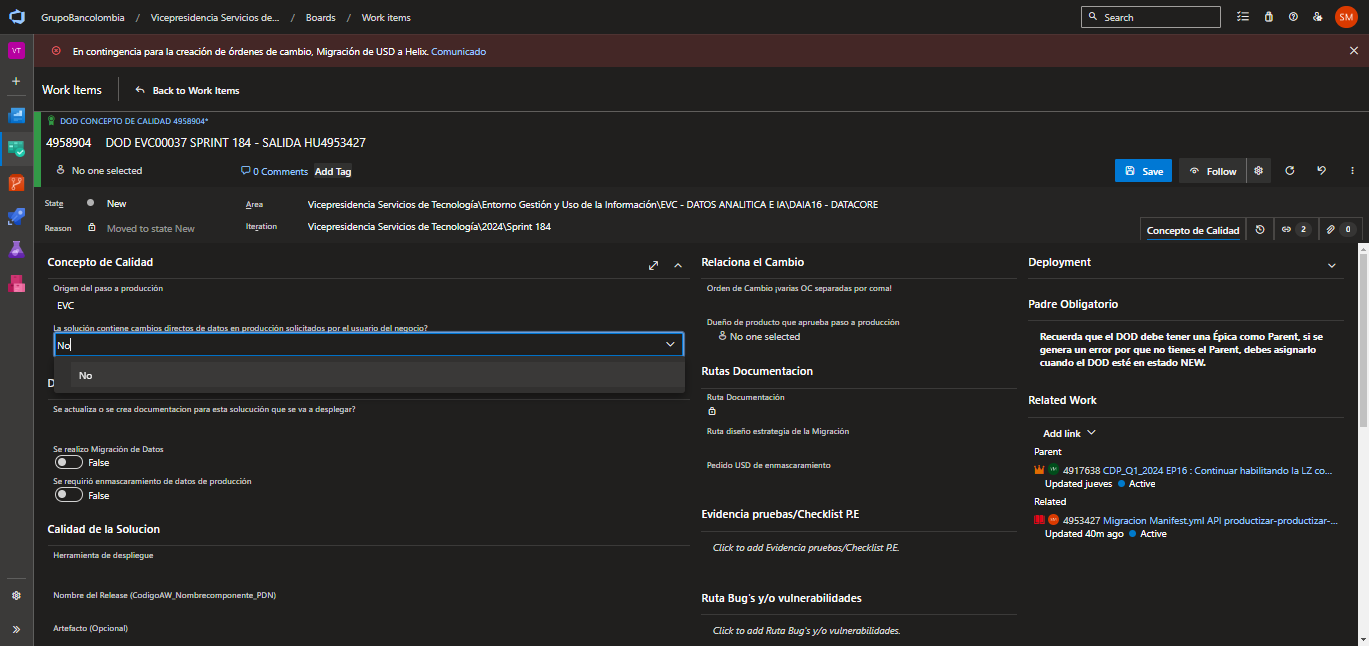 GrupoBancolombia / Vicepresidencia Servicios de... / Boards / Work items
Search
SM
VT
En contingencia para la creación de órdenes de cambio, Migración de USD a Helix. Comunicado
Work Items
Back to Work Items
DOD CONCEPTO DE CALIDAD 4958904*
4958904 DOD EVC00037 SPRINT 184 - SALIDA HU4953427
No one selected
0 Comments
Add Tag
Save
Follow
State
New
Area
Vicepresidencia Servicios de Tecnología\Entorno Gestión y Uso de la Información\EVC - DATOS ANALITICA E IA\DAIA16 - DATACORE
Reason
Moved to state New
Iteration
Vicepresidencia Servicios de Tecnología\2024\Sprint 184
Concepto de Calidad
2
0
Concepto de Calidad
Origen del paso a producción
EVC
La solución contiene cambios directos de datos en producción solicitados por el usuario del negocio?
No
No
D
Se actualiza o se crea documentacion para esta solucución que se va a desplegar?
Se realizo Migración de Datos
False
Se requirió enmascaramiento de datos de producción
False
Calidad de la Solucion
Herramienta de despliegue
Nombre del Release (CodigoAW_Nombrecomponente_PDN)
Artefacto (Opcional)
Relaciona el Cambio
Orden de Cambio ¡varias OC separadas por coma!
Dueño de producto que aprueba paso a producción
No one selected
Rutas Documentacion
Ruta Documentación
Ruta diseño estrategia de la Migración
Pedido USD de enmascaramiento
Evidencia pruebas/Checklist P.E
Click to add Evidencia pruebas/Checklist P.E.
Ruta Bug's y/o vulnerabilidades
Click to add Ruta Bug's y/o vulnerabilidades.
Deployment
Padre Obligatorio
Recuerda que el DOD debe tener una Épica como Parent, si se
genera un error por que no tienes el Parent, debes asignarlo
cuando el DOD esté en estado NEW.
Related Work
Add link
Parent
4917638 CDP_Q1_2024 EP16 : Continuar habilitando la LZ co...
Updated jueves Active
Related
4953427 Migracion Manifest.yml API productizar-productizar-...
Updated 40m ago Active